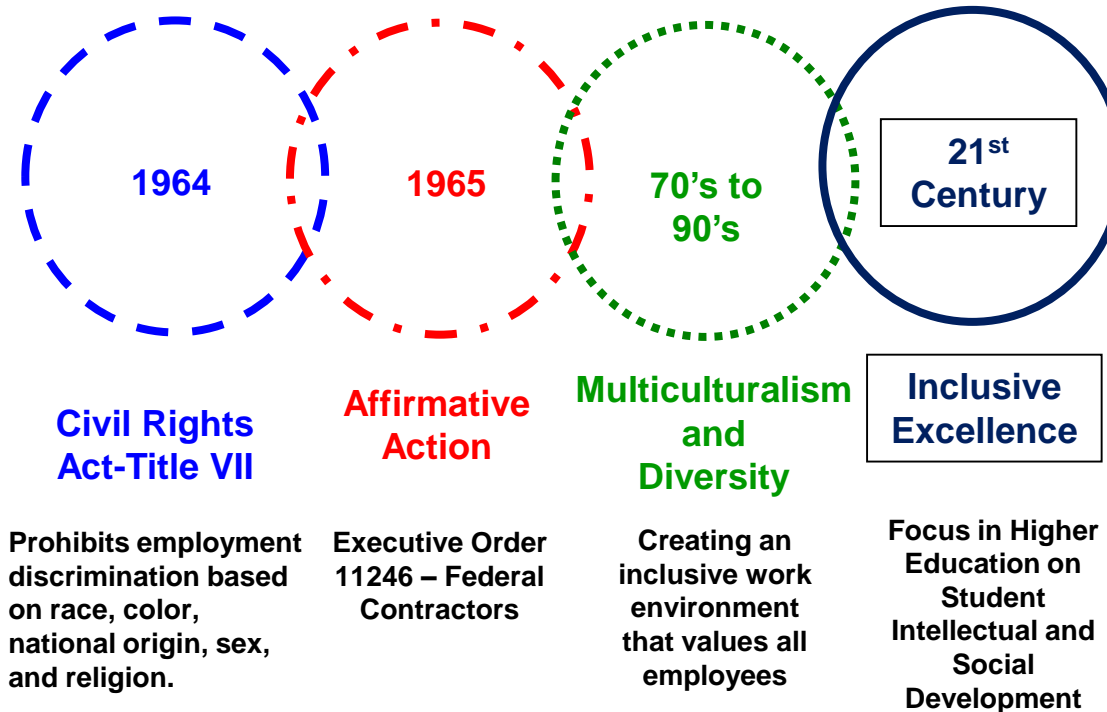 1964
1965
70’s to
90’s
21st
Century
Civil Rights
Act-Title VII
Affirmative
Action
Multiculturalism
and
Diversity
Inclusive
Excellence
Prohibits employment
discrimination based
on race, color,
national origin, sex,
and religion.
Executive Order
11246 – Federal
Contractors
Creating an
inclusive work
environment
that values all
employees
Focus in Higher
Education on
Student
Intellectual and
Social
Development